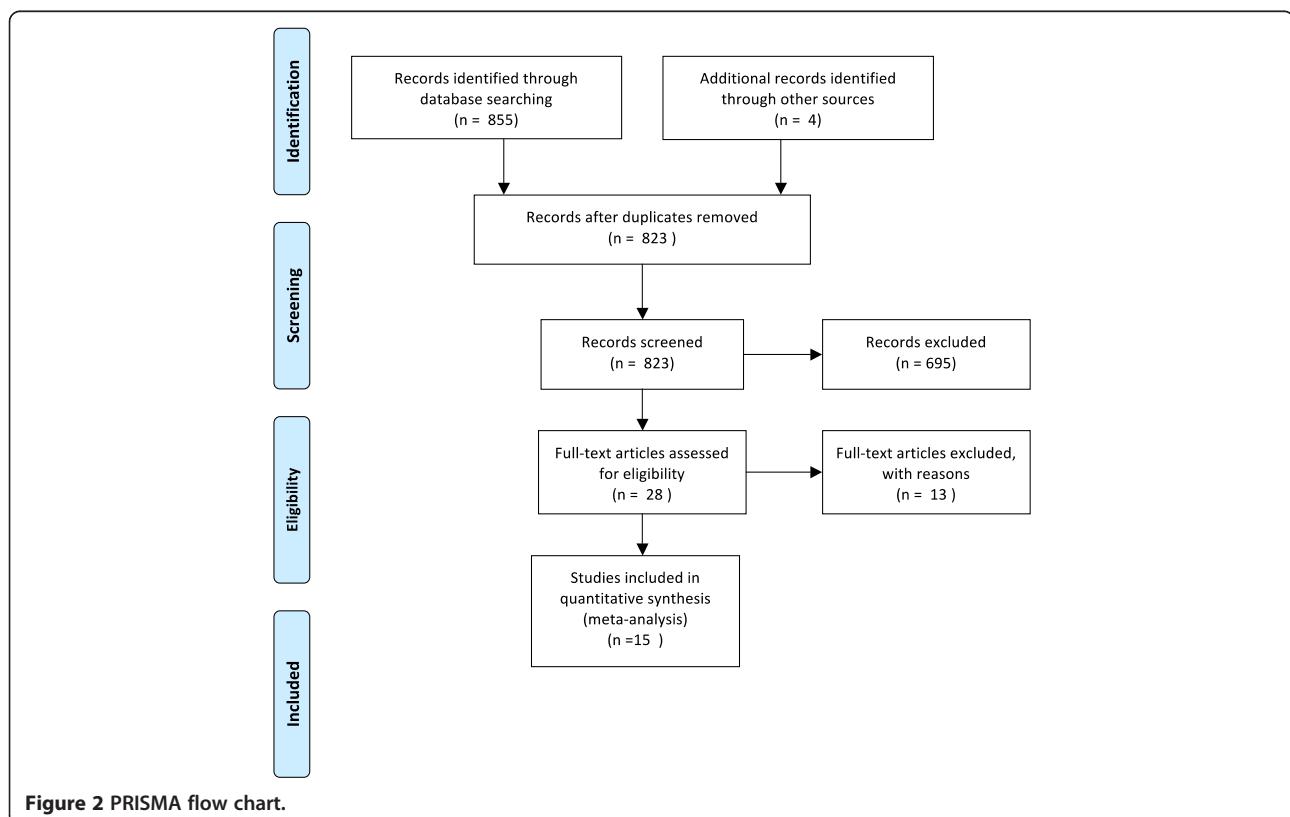 Identification
Records identified through
database searching
(n = 855)
Additional records identified
through other sources
(n = 4)
Screening
Records after duplicates removed
(n = 823 )
Records screened
(n = 823)
Records excluded
(n = 695)
Eligibility
Full-text articles assessed
for eligibility
(n = 28 )
Full-text articles excluded,
with reasons
(n = 13 )
Included
Studies included in
quantitative synthesis
(meta-analysis)
(n =15 )
Figure 2 PRISMA flow chart.